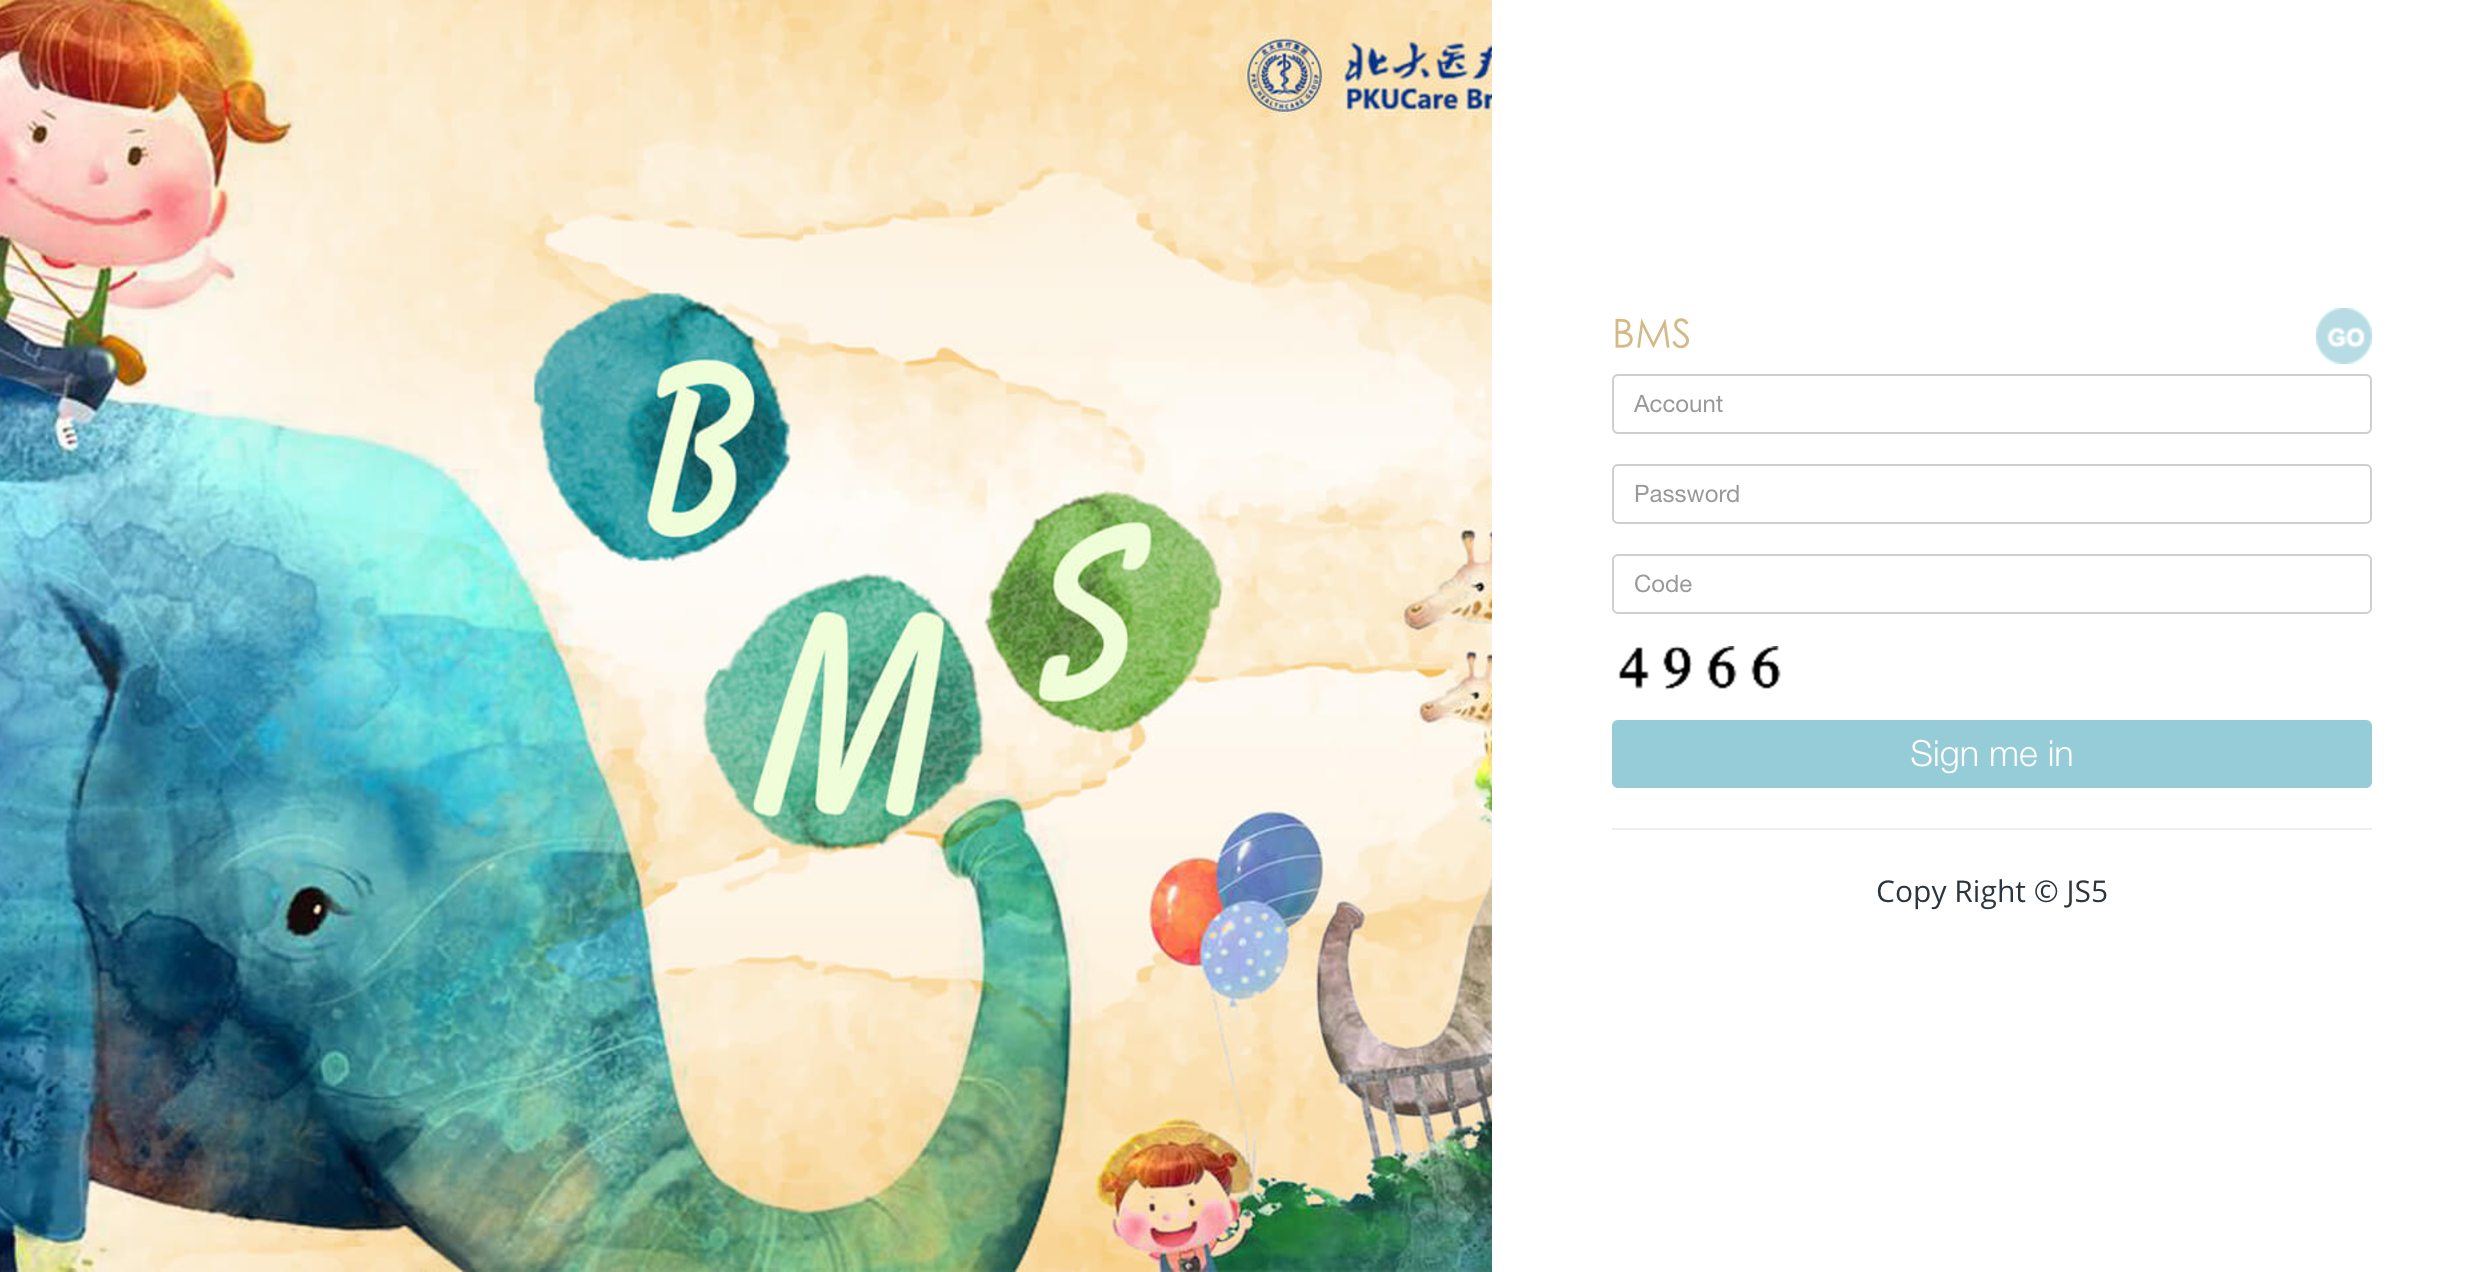 北大医疗
PKUCare Br
B
M
S
BMS
GO
Account
Password
Code
4966
Sign me in
Copy Right © JS5